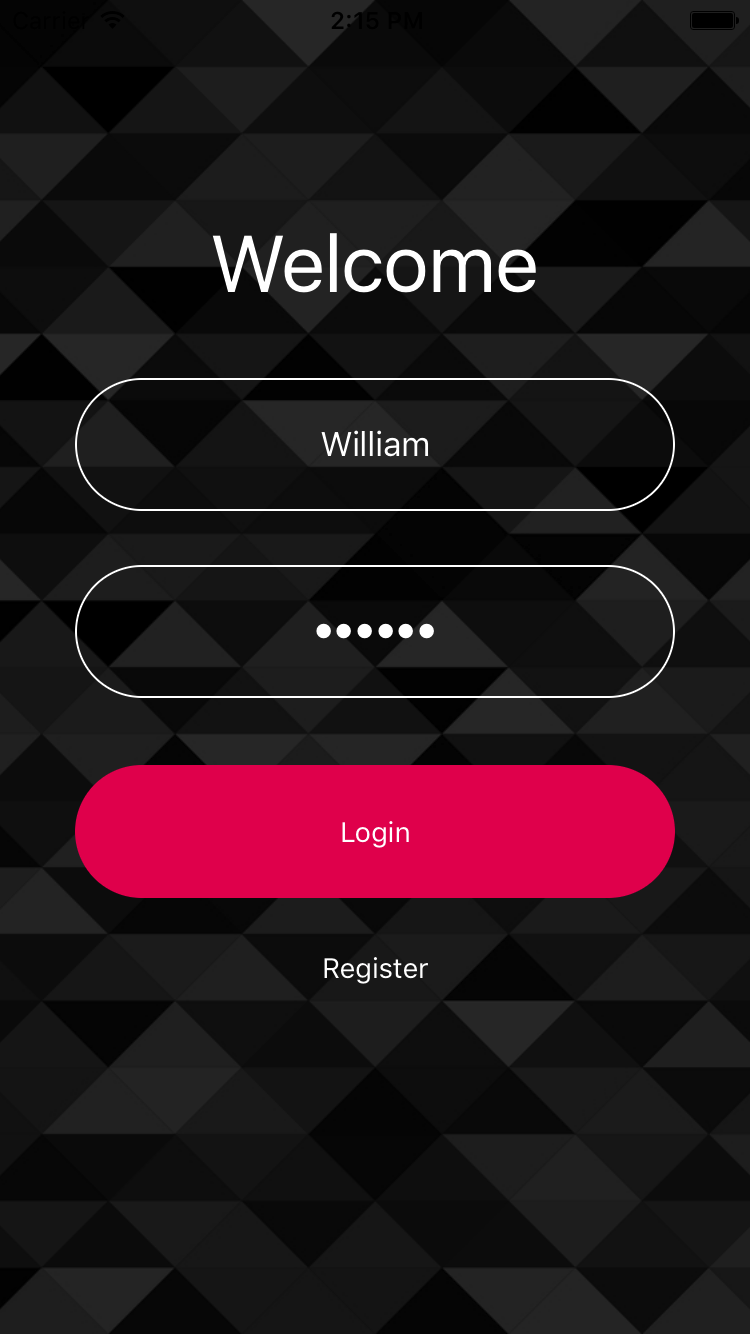 Carrier 2:15 PM
Welcome
William
••••••
Login
Register